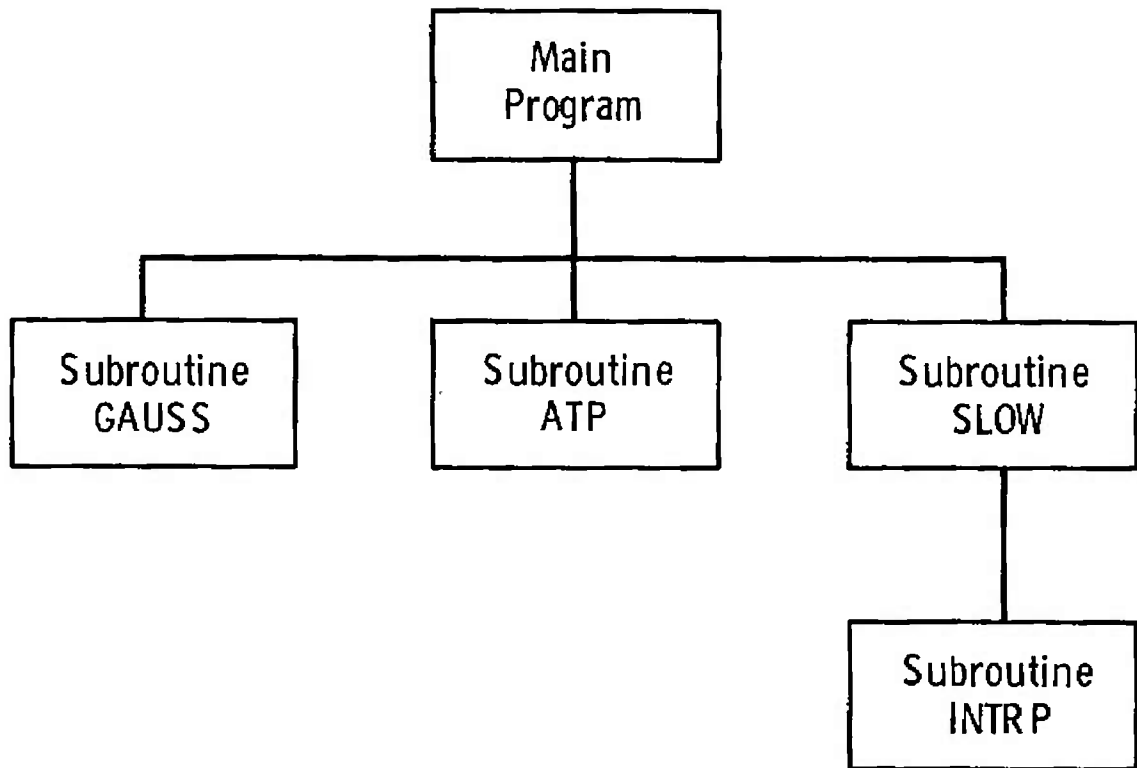 Main
Program
Subroutine
GAUSS
Subroutine
ATP
Subroutine
SLOW
Subroutine
INTRP